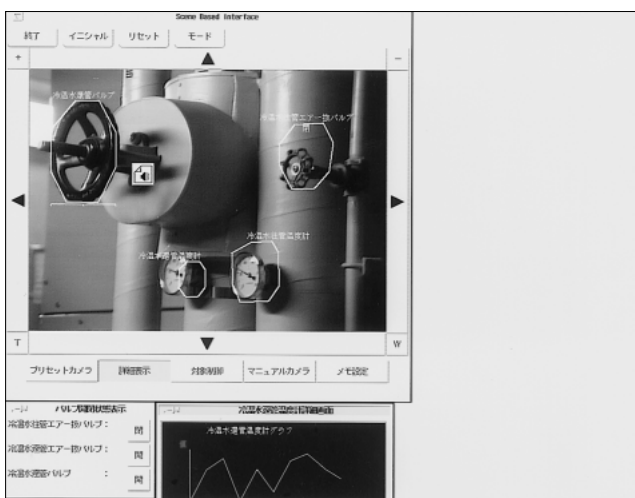 Scene Based Interface
終了 イニシャル リセット モード
+ -
冷温水還管バルブ
冷温水往管エアー抜バルブ
閉
冷温水往管温度計
冷温水還管温度計
T W
プリセットカメラ 詳細表示 対象制御 マニュアルカメラ メモ設定
バルブ開閉状態表示
冷温水還管温度計詳細画面
冷温水往管エアー抜バルブ : 閉
冷温水還管エアー抜バルブ : 閉
冷温水還管バルブ : 閉
冷温水還管温度計グラフ